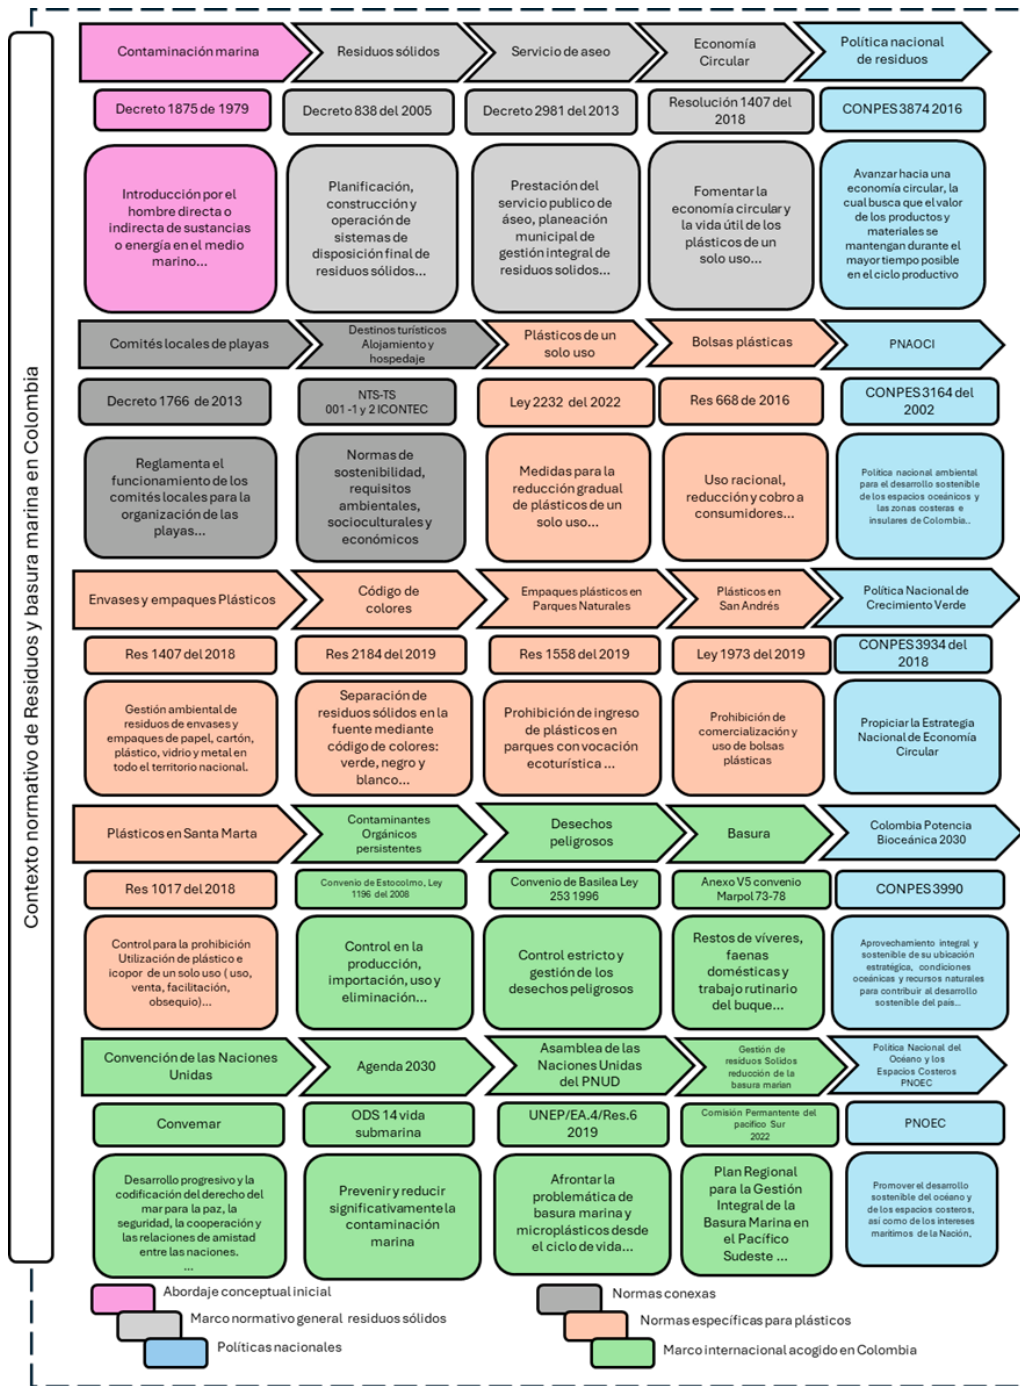 Contexto normativo de Residuos y basura marina en Colombia
Contaminación marina
Residuos sólidos
Servicio de aseo
Economía
Circular
Política nacional
de residuos
Decreto 1875 de 1979
Decreto 838 del 2005
Decreto 2981 del 2013
Resolución 1407 del
2018
CONPES 3874 2016
Introducción por el
hombre directa o
indirecta de sustancias
o energía en el medio
marino...
Planificación,
construcción y
operación de
sistemas de
disposición final de
residuos sólidos...
Prestación del
servicio publico de
áseo, planeación
municipal de
gestión integral de
residuos solidos...
Fomentar la
economía circular y
la vida útil de los
plásticos de un
solo uso...
Avanzar hacia una
economía circular, la
cual busca que el valor
de los productos y
materiales se
mantengan durante el
mayor tiempo posible
en el ciclo productivo
Comités locales de playas
Destinos turísticos
Alojamiento y
hospedaje
Plásticos de un
solo uso
Bolsas plásticas
PNAOCI
Decreto 1766 de 2013
NTS-TS
001 -1 y 2 ICONTEC
Ley 2232 del 2022
Res 668 de 2016
CONPES 3164 del
2002
Reglamenta el
funcionamiento de los
comités locales para la
organización de las
playas...
Normas de
sostenibilidad,
requisitos
ambientales,
socioculturales y
económicos
Medidas para la
reducción gradual
de plásticos de un
solo uso...
Uso racional,
reducción y cobro a
consumidores...
Politica nacional ambiental
para el desarrollo sostenible
de los espacios oceánicos y
las zonas costeras e
insulares de Colombia..
Envases y empaques Plásticos
Código de
colores
Empaques plásticos en
Parques Naturales
Plásticos en
San Andrés
Política Nacional de
Crecimiento Verde
Res 1407 del 2018
Res 2184 del 2019
Res 1558 del 2019
Ley 1973 del 2019
CONPES 3934 del
2018
Gestión ambiental de
residuos de envases y
empaques de papel, cartón,
plástico, vidrio y metal en
todo el territorio nacional.
Separación de
residuos sólidos en la
fuente mediante
código de colores:
verde, negro y
blanco...
Prohibición de ingreso
de plásticos en
parques con vocación
ecoturística ...
Prohibición de
comercialización y
uso de bolsas
plásticas
Propiciar la Estrategia
Nacional de Economía
Circular
Plásticos en Santa Marta
Contaminantes
Orgánicos
persistentes
Desechos
peligrosos
Basura
Colombia Potencia
Bioceánica 2030
Res 1017 del 2018
Convenio de Estocolmo, Ley
1196 del 2008
Convenio de Basilea Ley
253 1996
Anexo V5 convenio
Marpol 73-78
CONPES 3990
Control para la prohibición
Utilización de plástico e
icopor de un solo uso ( uso,
venta, facilitación,
obsequio)...
Control en la
producción,
importación, uso y
eliminación...
Control estricto y
gestión de los
desechos peligrosos
Restos de víveres,
faenas
domésticas y
trabajo rutinario
del buque...
Aprovechamiento integral y
sostenible de su ubicación
estratégica, condiciones
oceánicas y recursos naturales
para contribuir al desarrollo
sostenible del país...
Convención de las Naciones
Unidas
Agenda 2030
Asamblea de las
Naciones Unidas
del PNUD
Gestión de
residuos Solidos
reducción de la
basura marian
Politica Nacional del
Océano y los
Espacios Costeros
PNOEC
Convemar
ODS 14 vida
submarina
UNEP/EA.4/Res.6
2019
Comisión Permantente del
pacifico Sur
2022
PNOEC
Desarrollo progresivo y la
codificación del derecho del
mar para la paz, la
seguridad, la cooperación y
las relaciones de amistad
entre las naciones.
...
Prevenir y reducir
significativamente la
contaminación
marina
Afrontar la
problemática de
basura marina y
microplásticos desde
el ciclo de vida...
Plan Regional
para la Gestión
Integral de la
Basura Marina en
el Pacífico
Sudeste ...
Promover el desarrollo
sostenible del océano y
de los espacios costeros,
así como de los intereses
maritimos de la Nación,
Abordaje conceptual inicial
Marco normativo general residuos sólidos
Políticas nacionales
Normas conexas
Normas específicas para plásticos
Marco internacional acogido en Colombia